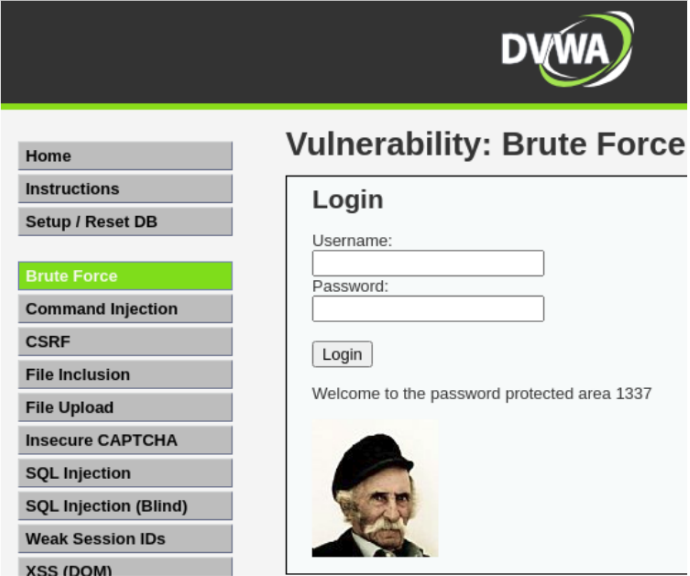 DVWA
Home
Instructions
Setup / Reset DB
Brute Force
Command Injection
CSRF
File Inclusion
File Upload
Insecure CAPTCHA
SQL Injection
SQL Injection (Blind)
Weak Session IDs
XSS (DOM)
Vulnerability: Brute Force
Login
Username:
Password:
Login
Welcome to the password protected area 1337